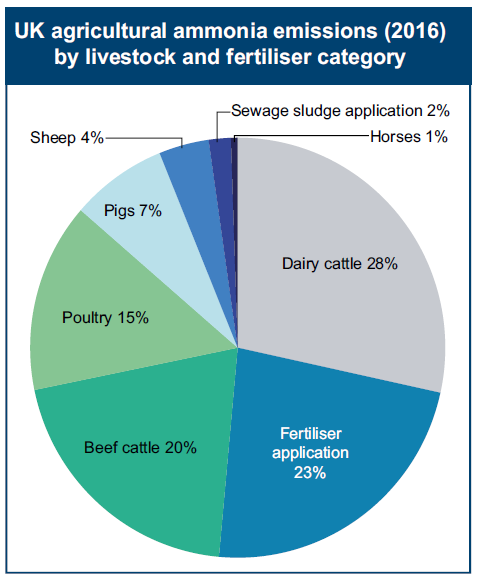 UK agricultural ammonia emissions (2016)
by livestock and fertiliser category
Sewage sludge application 2%
Sheep 4%
Horses 1%
Pigs 7%
Dairy cattle 28%
Poultry 15%
Beef cattle 20%
Fertiliser
application
23%